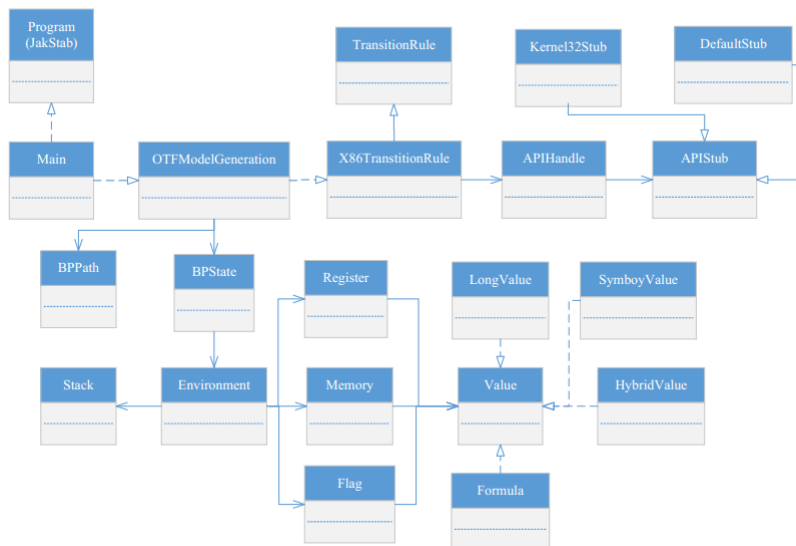 Program
(JakStab)
TransitionRule
Kernel32Stub
DefaultStub
Main
OTFModelGeneration
X86TranstitionRule
APIHandle
APIStub
BPPath
BPState
Register
LongValue
SymboyValue
Stack
Environment
Memory
Value
HybridValue
Flag
Formula